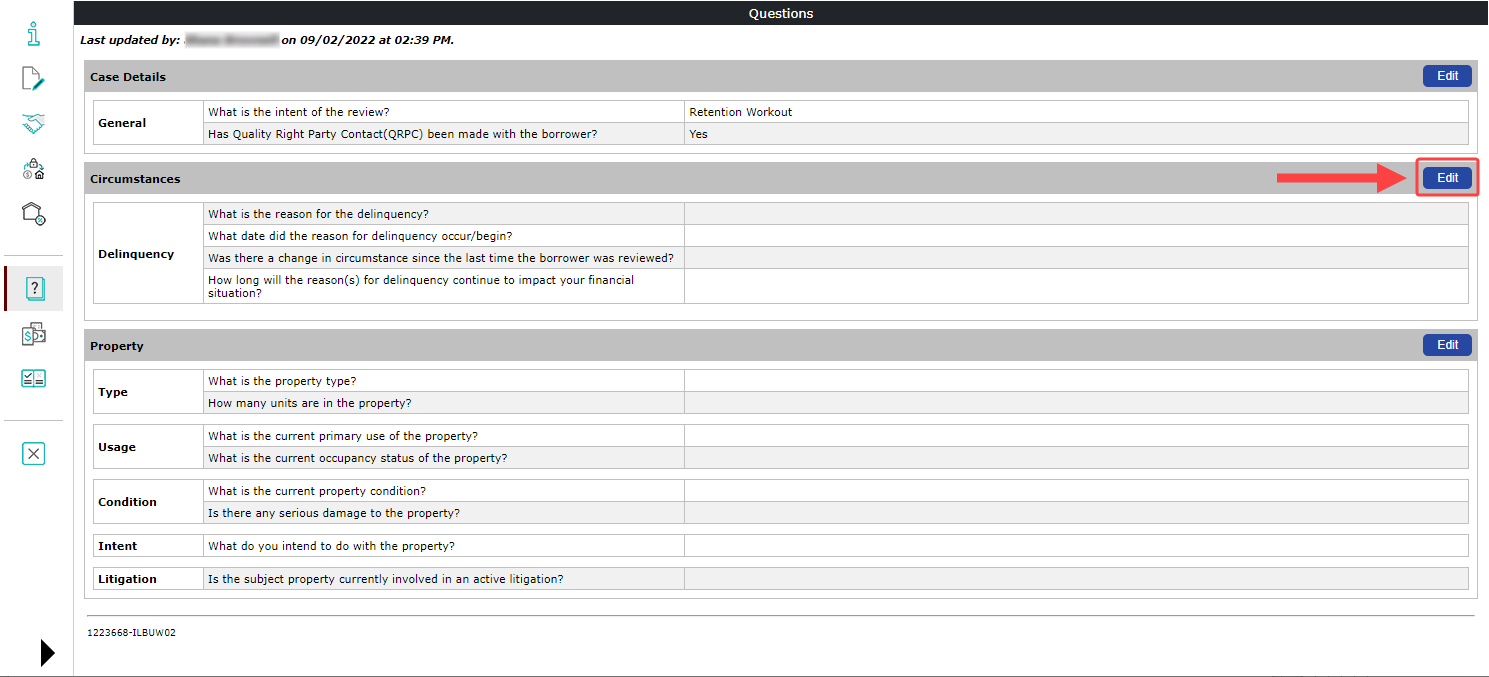 Questions
Last updated by: on 09/02/2022 at 02:39 PM.
Case Details
Edit
General
What is the intent of the review?
Retention Workout
Has Quality Right Party Contact(QRPC) been made with the borrower?
Yes
Circumstances
Edit
Delinquency
What is the reason for the delinquency?
What date did the reason for delinquency occur/begin?
Was there a change in circumstance since the last time the borrower was reviewed?
How long will the reason(s) for delinquency continue to impact your financial
situation?
Property
Edit
Type
What is the property type?
How many units are in the property?
Usage
What is the current primary use of the property?
What is the current occupancy status of the property?
Condition
What is the current property condition?
Is there any serious damage to the property?
Intent
What do you intend to do with the property?
Litigation
Is the subject property currently involved in an active litigation?
1223668-ILBUW02